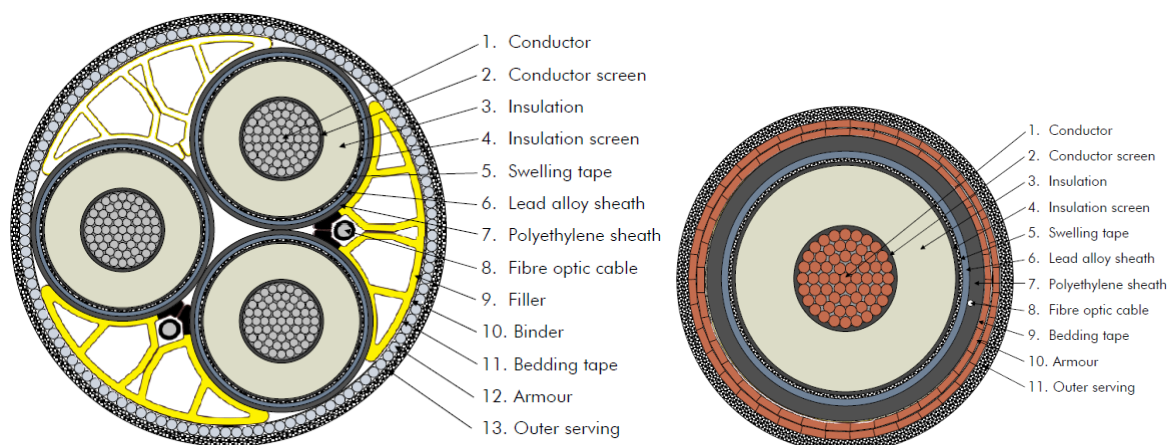 1. Conductor
2. Conductor screen
3. Insulation
4. Insulation screen
5. Swelling tape
6. Lead alloy sheath
7. Polyethylene sheath
8. Fibre optic cable
9. Filler
10. Binder
11. Bedding tape
12. Armour
13. Outer serving
1. Conductor
2. Conductor screen
3. Insulation
4. Insulation screen
5. Swelling tape
6. Lead alloy sheath
7. Polyethylene sheath
8. Fibre optic cable
9. Bedding tape
10. Armour
11. Outer serving